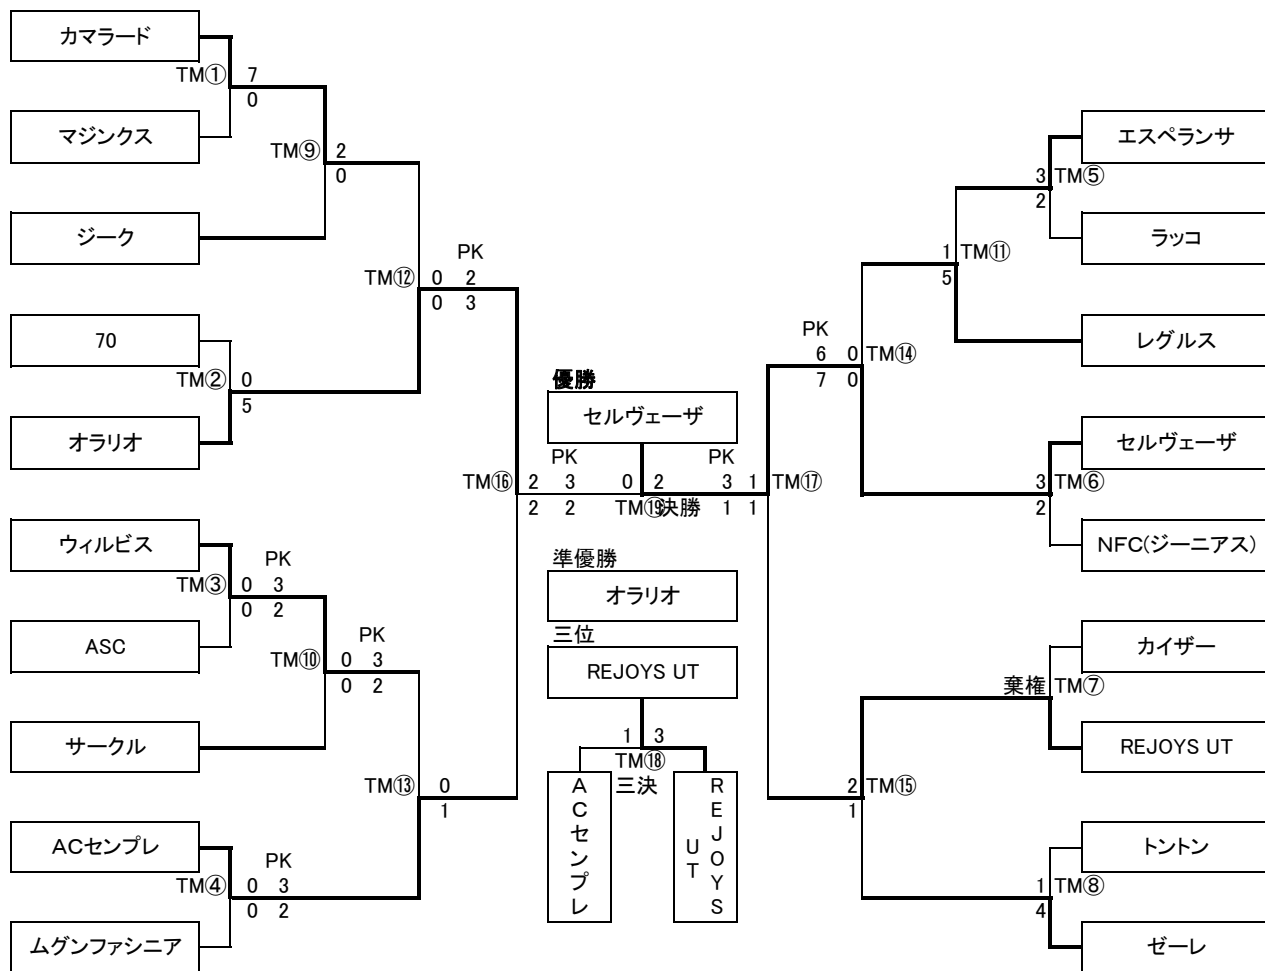 カマラード
TM① 7
0
マジンクス
TM⑨ 2
0
ジーク
PK
TM⑫ 0 2
0 3
70
TM② 0
5
オラリオ
PK
TM⑯ 2 3
2 2
ウィルビス
PK
TM③ 0 3
0 2
ASC
PK
TM⑩ 0 3
0 2
サークル
TM⑬ 0
1
ACセンプレ
PK
TM④ 0 3
0 2
ムグンファシニア
優勝
セルヴェーザ
0 2
TM⑲決勝
準優勝
オラリオ
三位
REJOYS UT
1 3
TM⑱
三決
ACセンプレ
REJOYS
UT
エスペランサ
3 TM⑤
2
ラッコ
1 TM⑪
5
レグルス
PK
6 0 TM⑭
7 0
セルヴェーザ
3 TM⑥
2
NFC(ジーニアス)
PK
3 1 TM⑰
1 1
カイザー
棄権 TM⑦
REJOYS UT
2 TM⑮
1
トントン
1 TM⑧
4
ゼーレ